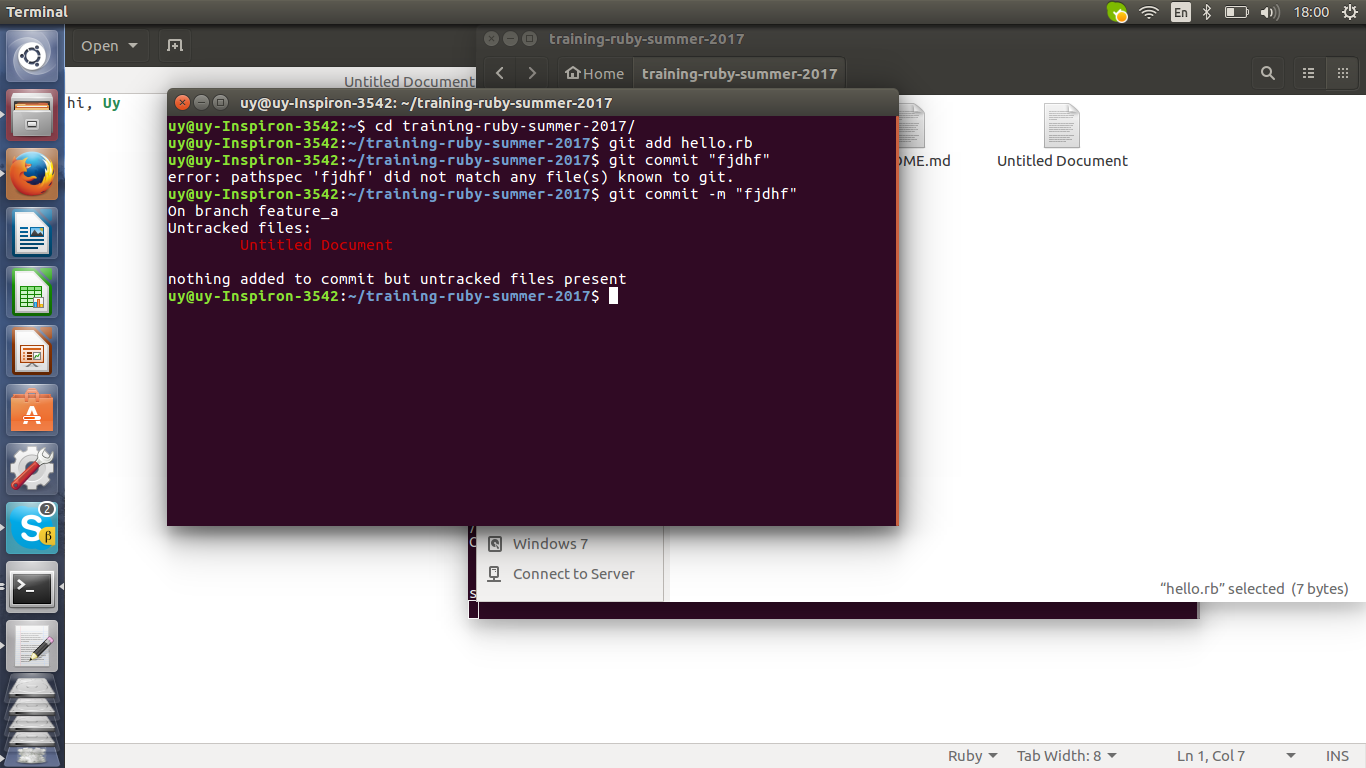 Terminal
En
18:00
Open
Untitled Document
hi, Uy
training-ruby-summer-2017
Home
training-ruby-summer-2017
Untitled Document
“hello.rb” selected (7 bytes)
Windows 7
Connect to Server
uy@uy-Inspiron-3542: ~/training-ruby-summer-2017
uy@uy-Inspiron-3542:~$ cd training-ruby-summer-2017/
uy@uy-Inspiron-3542:~/training-ruby-summer-2017$ git add hello.rb
uy@uy-Inspiron-3542:~/training-ruby-summer-2017$ git commit "fjdhf"
error: pathspec 'fjdhf' did not match any file(s) known to git.
uy@uy-Inspiron-3542:~/training-ruby-summer-2017$ git commit -m "fjdhf"
On branch feature_a
Untracked files:
Untitled Document
nothing added to commit but untracked files present
uy@uy-Inspiron-3542:~/training-ruby-summer-2017$
2
Ruby
Tab Width: 8
Ln 1, Col 7
INS